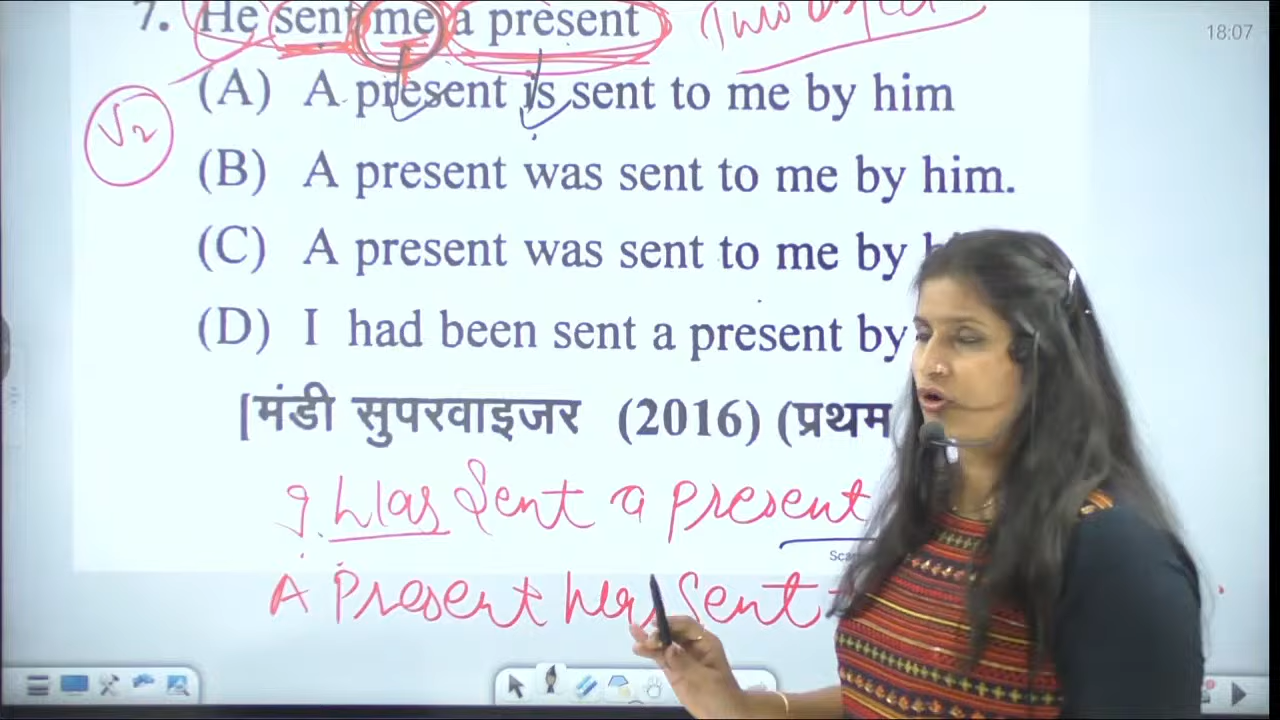 18:07
7. He sent me a present Two
(A) A present is sent to me by him
√2
(B) A present was sent to me by him.
(C) A present was sent to me by
(D) I had been sent a present by
[मंडी सुपरवाइजर (2016) (प्रथम
I was sent a present
A Present was sent